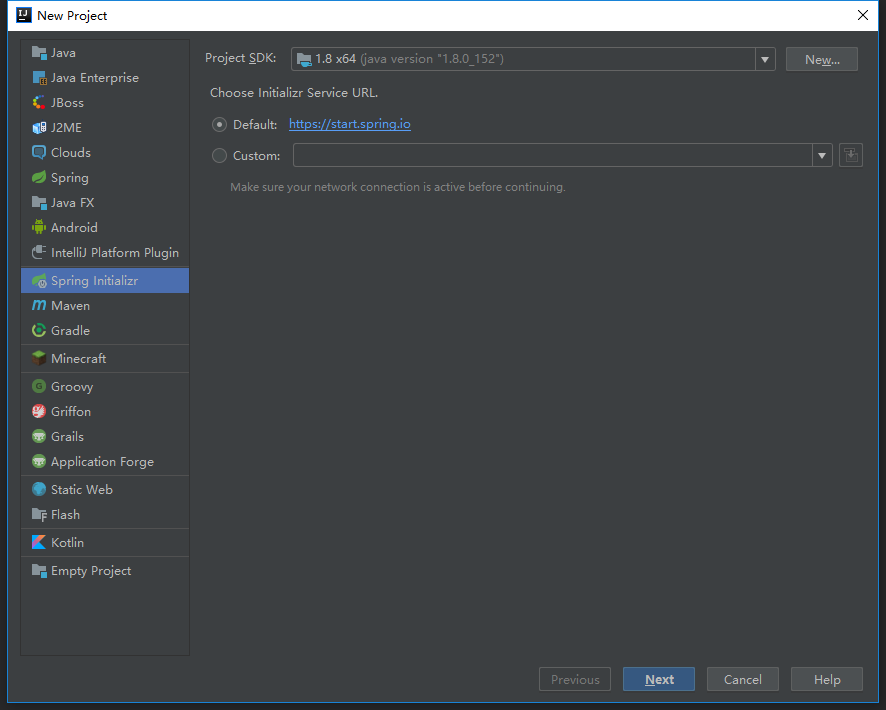 New Project
Java
Java Enterprise
JBoss
J2ME
Clouds
Spring
Java FX
Android
IntelliJ Platform Plugin
Spring Initializr
Maven
Gradle
Minecraft
Groovy
Griffon
Grails
Application Forge
Static Web
Flash
Kotlin
Empty Project
Project SDK: 1.8 x64 (java version "1.8.0_152") New...
Choose Initializr Service URL.
Default: https://start.spring.io
Custom:
Make sure your network connection is active before continuing.
Previous Next Cancel Help